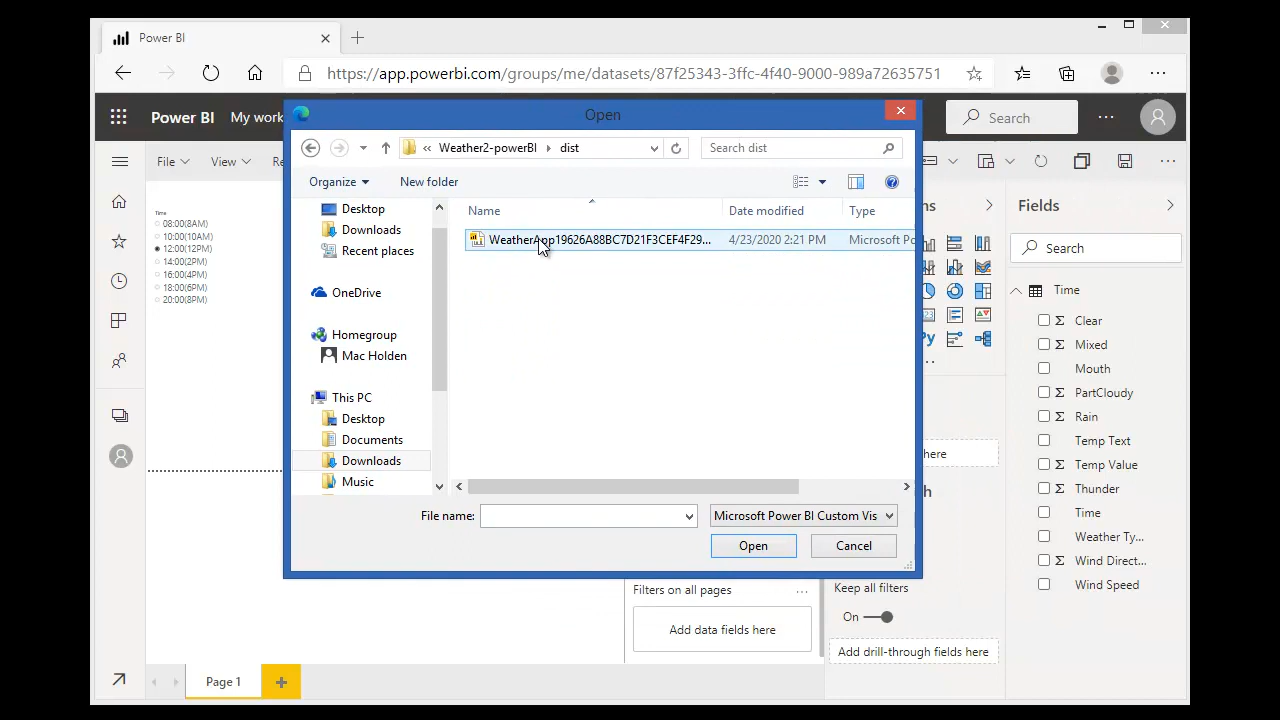 Power BI
https://app.powerbi.com/groups/me/datasets/87f25343-3ffc-4f40-9000-989a72635751
Power BI My work
Search
File View
Open
« Weather2-powerBI dist
Search dist
Organize New folder
Desktop
Downloads
Recent places
OneDrive
Homegroup
Mac Holden
This PC
Desktop
Documents
Downloads
Music
Name Date modified Type
WeatherApp19626A88BC7D21F3CEF4F29... 4/23/2020 2:21 PM Microsoft Po
File name: Microsoft Power BI Custom Vis
Open Cancel
Time
08:00(8AM)
10:00(10AM)
12:00(12PM)
14:00(2PM)
16:00(4PM)
18:00(6PM)
20:00(8PM)
ns
Py
here
h
Filters on all pages
Add data fields here
Keep all filters
On
Add drill-through fields here
Fields
Search
Time
Clear
Mixed
Mouth
PartCloudy
Rain
Temp Text
Temp Value
Thunder
Time
Weather Ty...
Wind Direct...
Wind Speed
Page 1